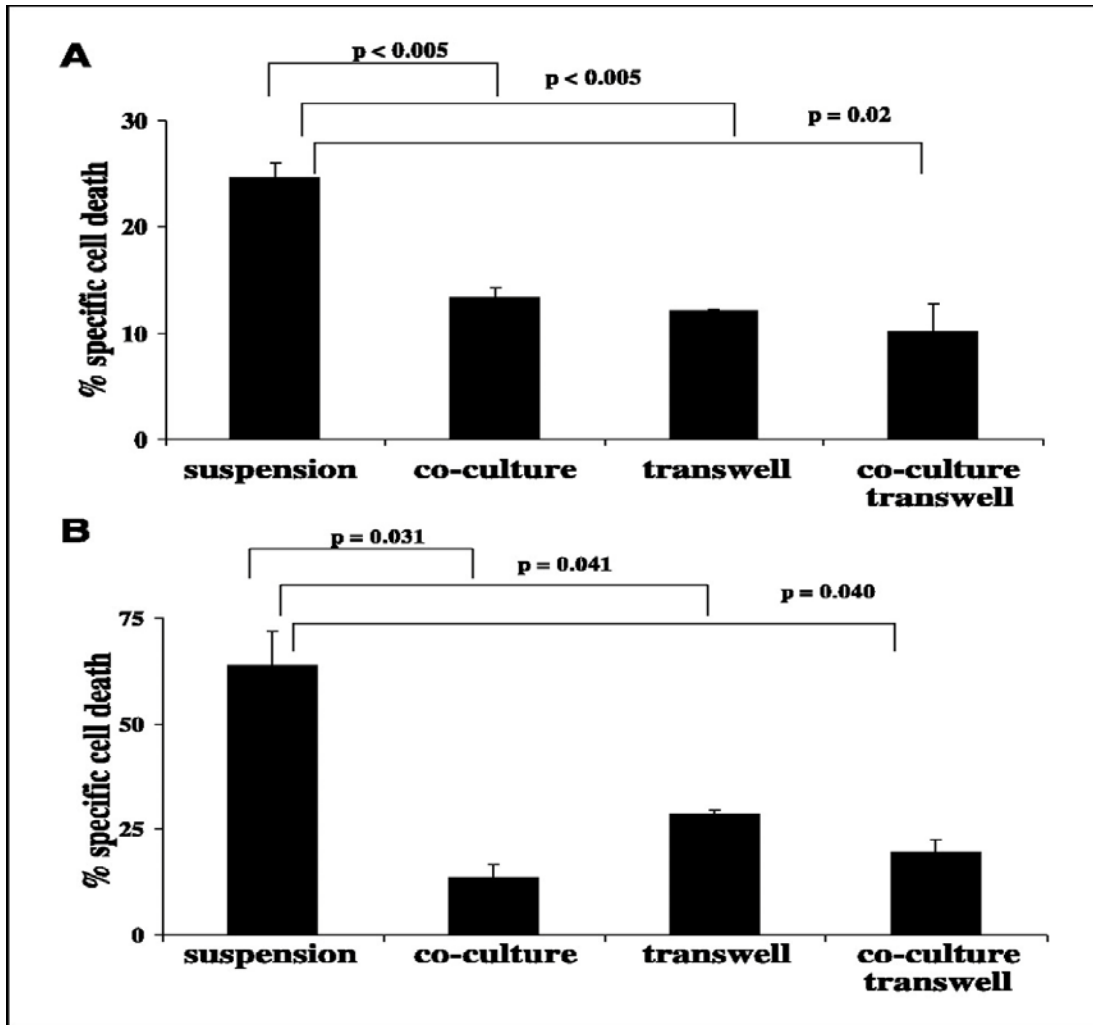 A
p < 0.005
p < 0.005
p = 0.02
% specific cell death
30
20
10
0
suspension
co-culture
transwell
co-culture
transwell
B
p = 0.031
p = 0.041
p = 0.040
% specific cell death
75
50
25
0
suspension
co-culture
transwell
co-culture
transwell